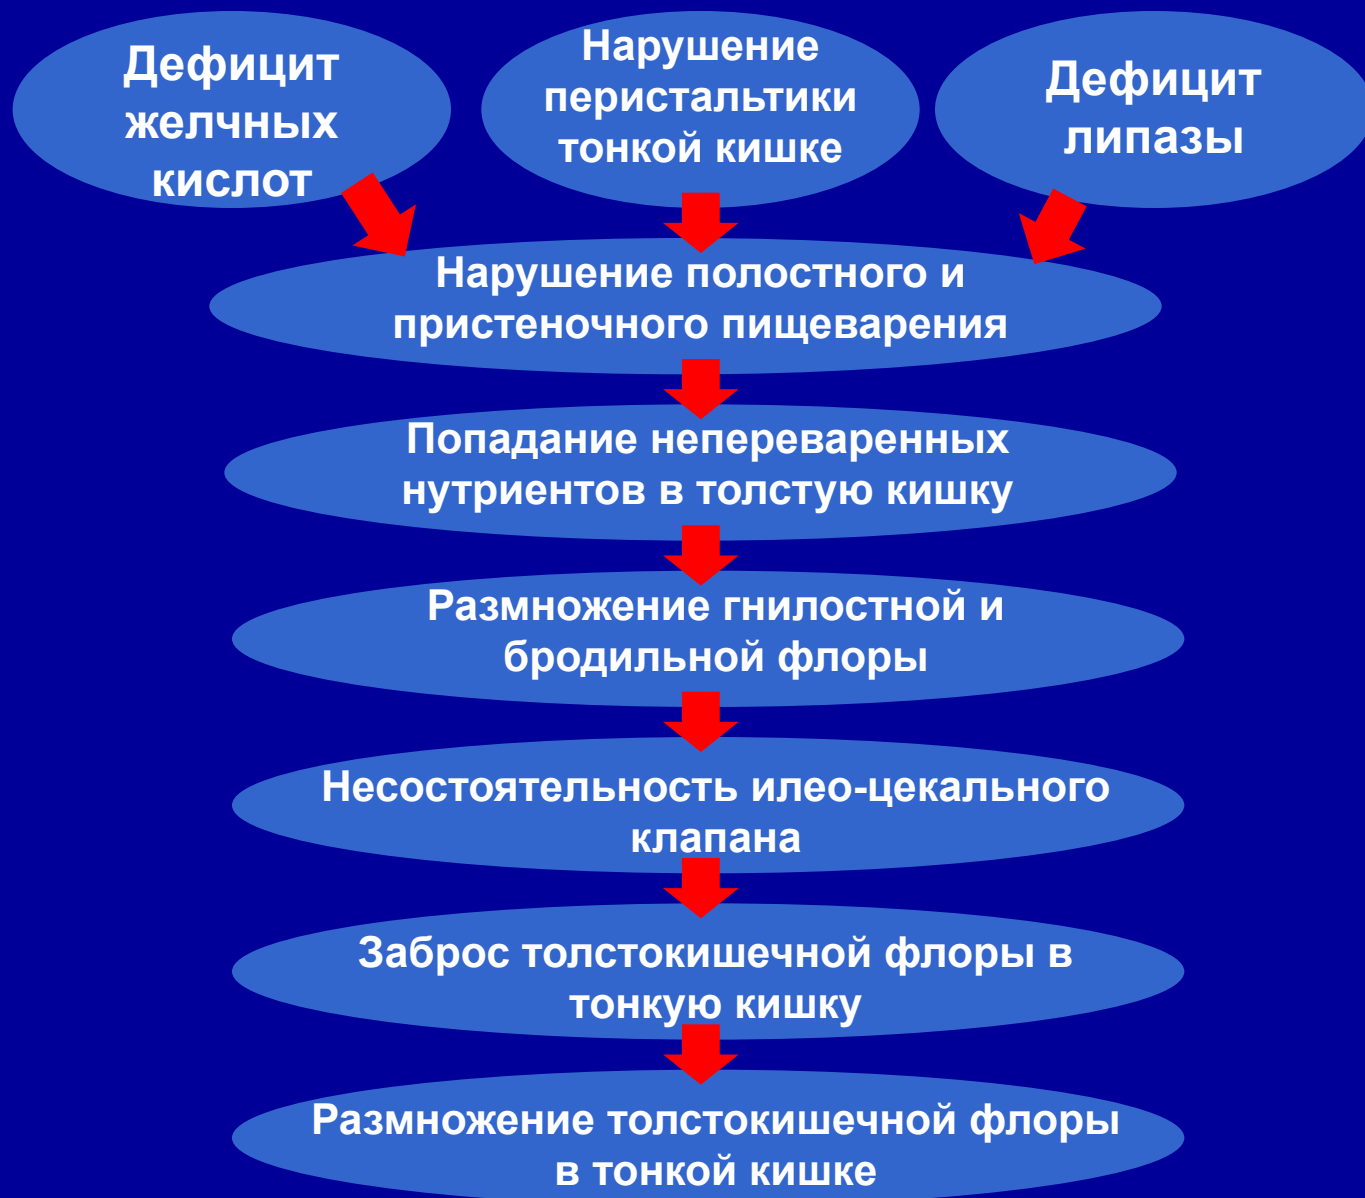 Дефицит
желчных
кислот
Нарушение
перистальтики
тонкой кишке
Дефицит
липазы
Нарушение полостного и
пристеночного пищеварения
Попадание непереваренных
нутриентов в толстую кишку
Размножение гнилостной и
бродильной флоры
Несостоятельность илео-цекального
клапана
Заброс толстокишечной флоры в
тонкую кишку
Размножение толстокишечной флоры
в тонкой кишке